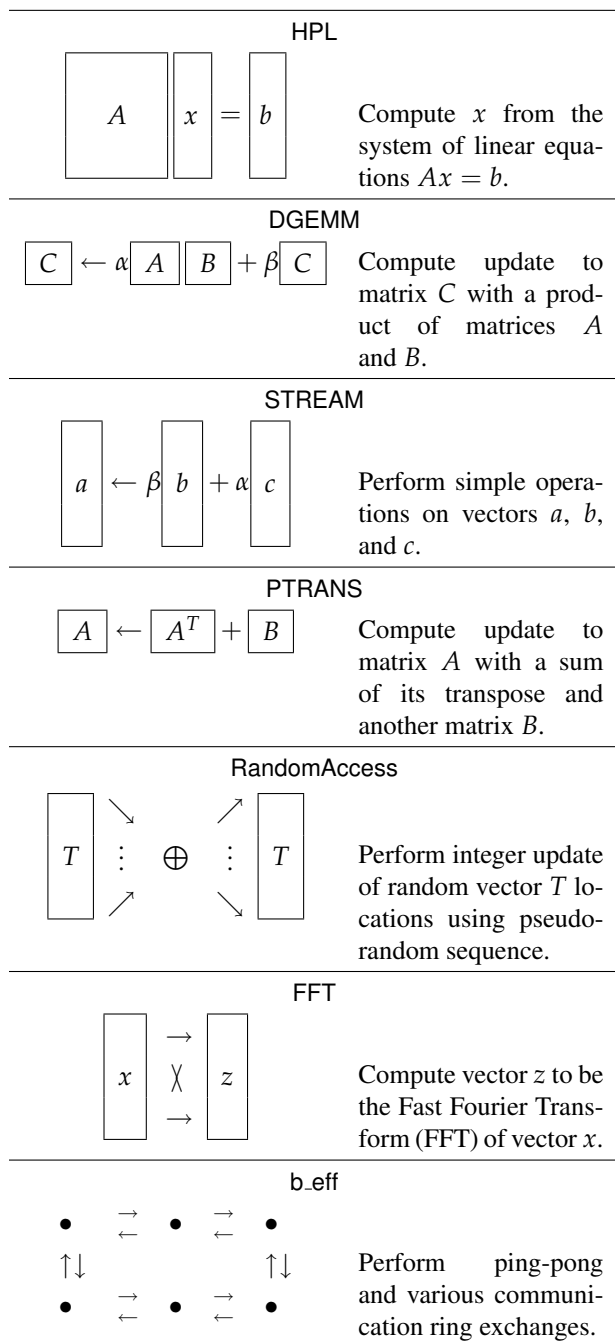 HPL
A x = b
Compute x from the
system of linear equa-
tions Ax = b.
DGEMM
C ← α A B + β C
Compute update to
matrix C with a prod-
uct of matrices A
and B.
STREAM
a ← β b + α c
Perform simple opera-
tions on vectors a, b,
and c.
PTRANS
A ← A^T + B
Compute update to
matrix A with a sum
of its transpose and
another matrix B.
RandomAccess
T ⋮ ⊕ ⋮ T
Perform integer update
of random vector T lo-
cations using pseudo-
random sequence.
FFT
x z
Compute vector z to be
the Fast Fourier Trans-
form (FFT) of vector x.
b_eff
Perform ping-pong
and various communi-
cation ring exchanges.